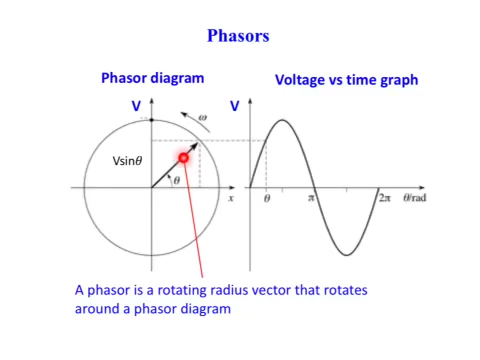 Phasors
Phasor diagram
Voltage vs time graph
V
V
ω
Vsinθ
θ
x
θ
π
2π
θ/rad
A phasor is a rotating radius vector that rotates
around a phasor diagram